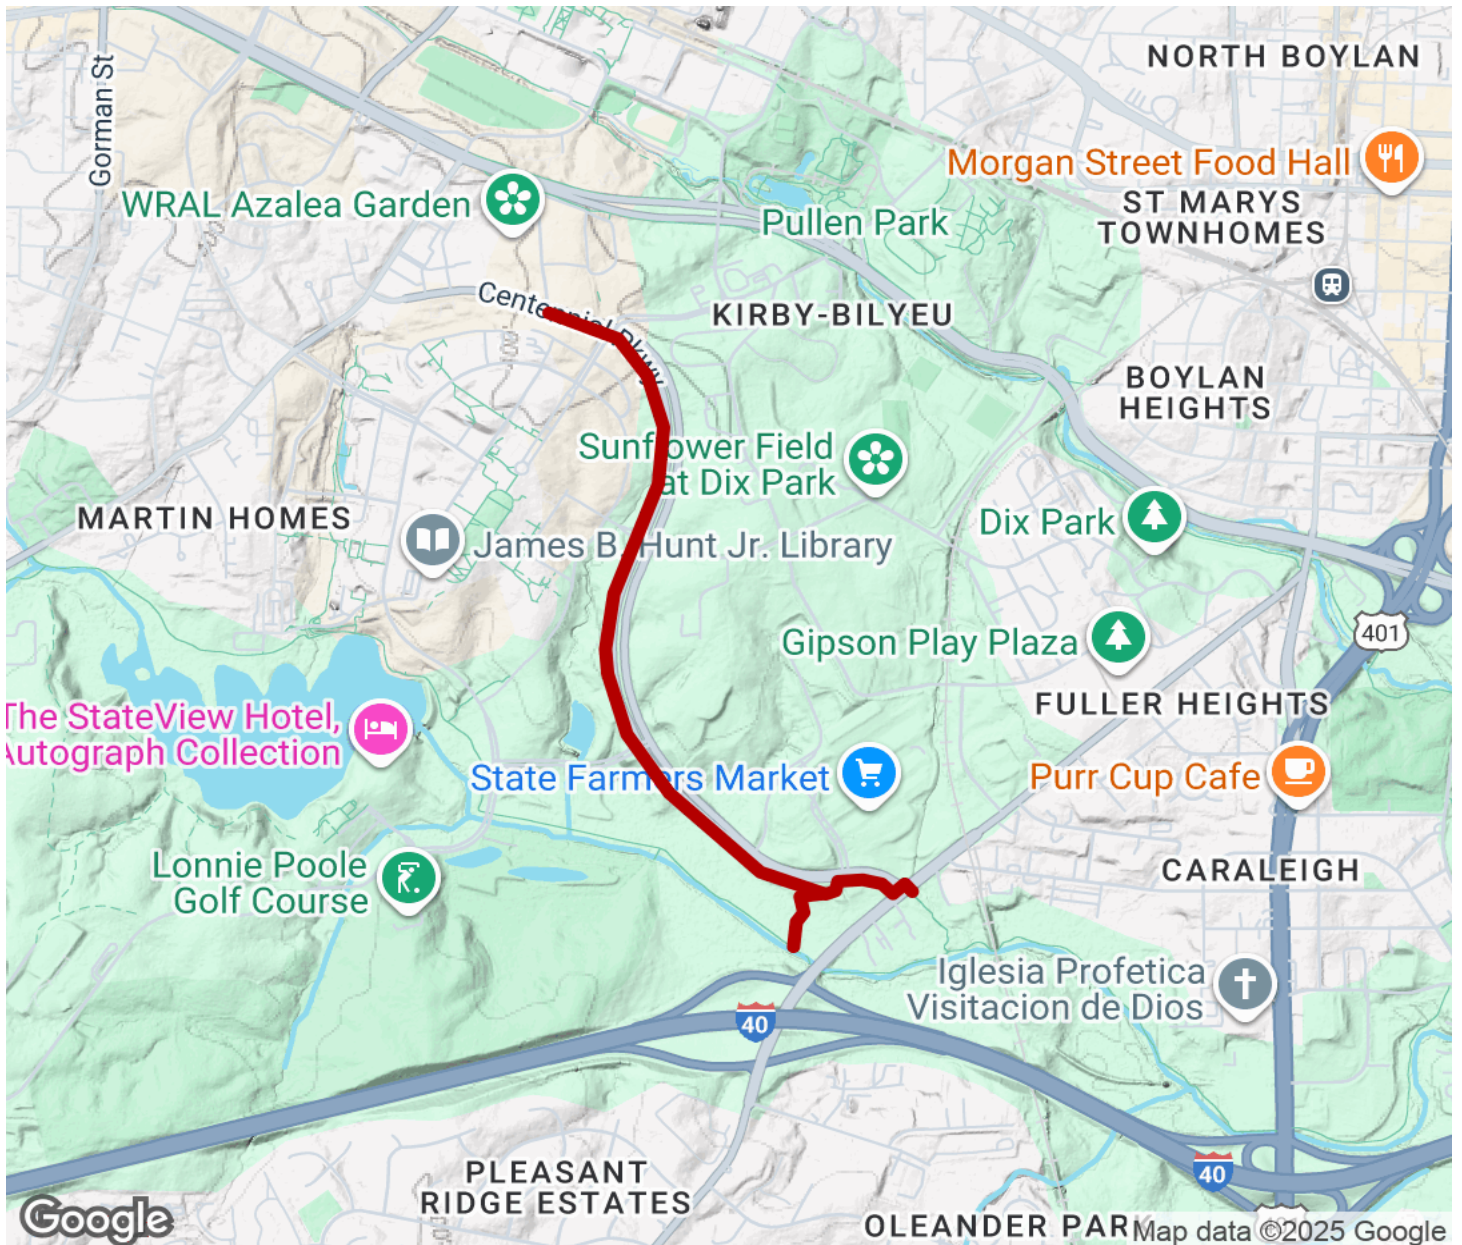 NORTH BOYLAN
Gorman St
Morgan Street Food Hall
WRAL Azalea Garden
ST MARYS
TOWNHOMES
Pullen Park
Centennial Pkwy
KIRBY-BILYEU
BOYLAN
HEIGHTS
Sunflower Field
at Dix Park
MARTIN HOMES
Dix Park
James B. Hunt Jr. Library
401
Gipson Play Plaza
FULLER HEIGHTS
The StateView Hotel,
Autograph Collection
State Farmers Market
Purr Cup Cafe
Lonnie Poole
Golf Course
CARALEIGH
Iglesia Profetica
Visitacion de Dios
40
40
PLEASANT
RIDGE ESTATES
OLEANDER PARK
Google
Map data ©2025 Google